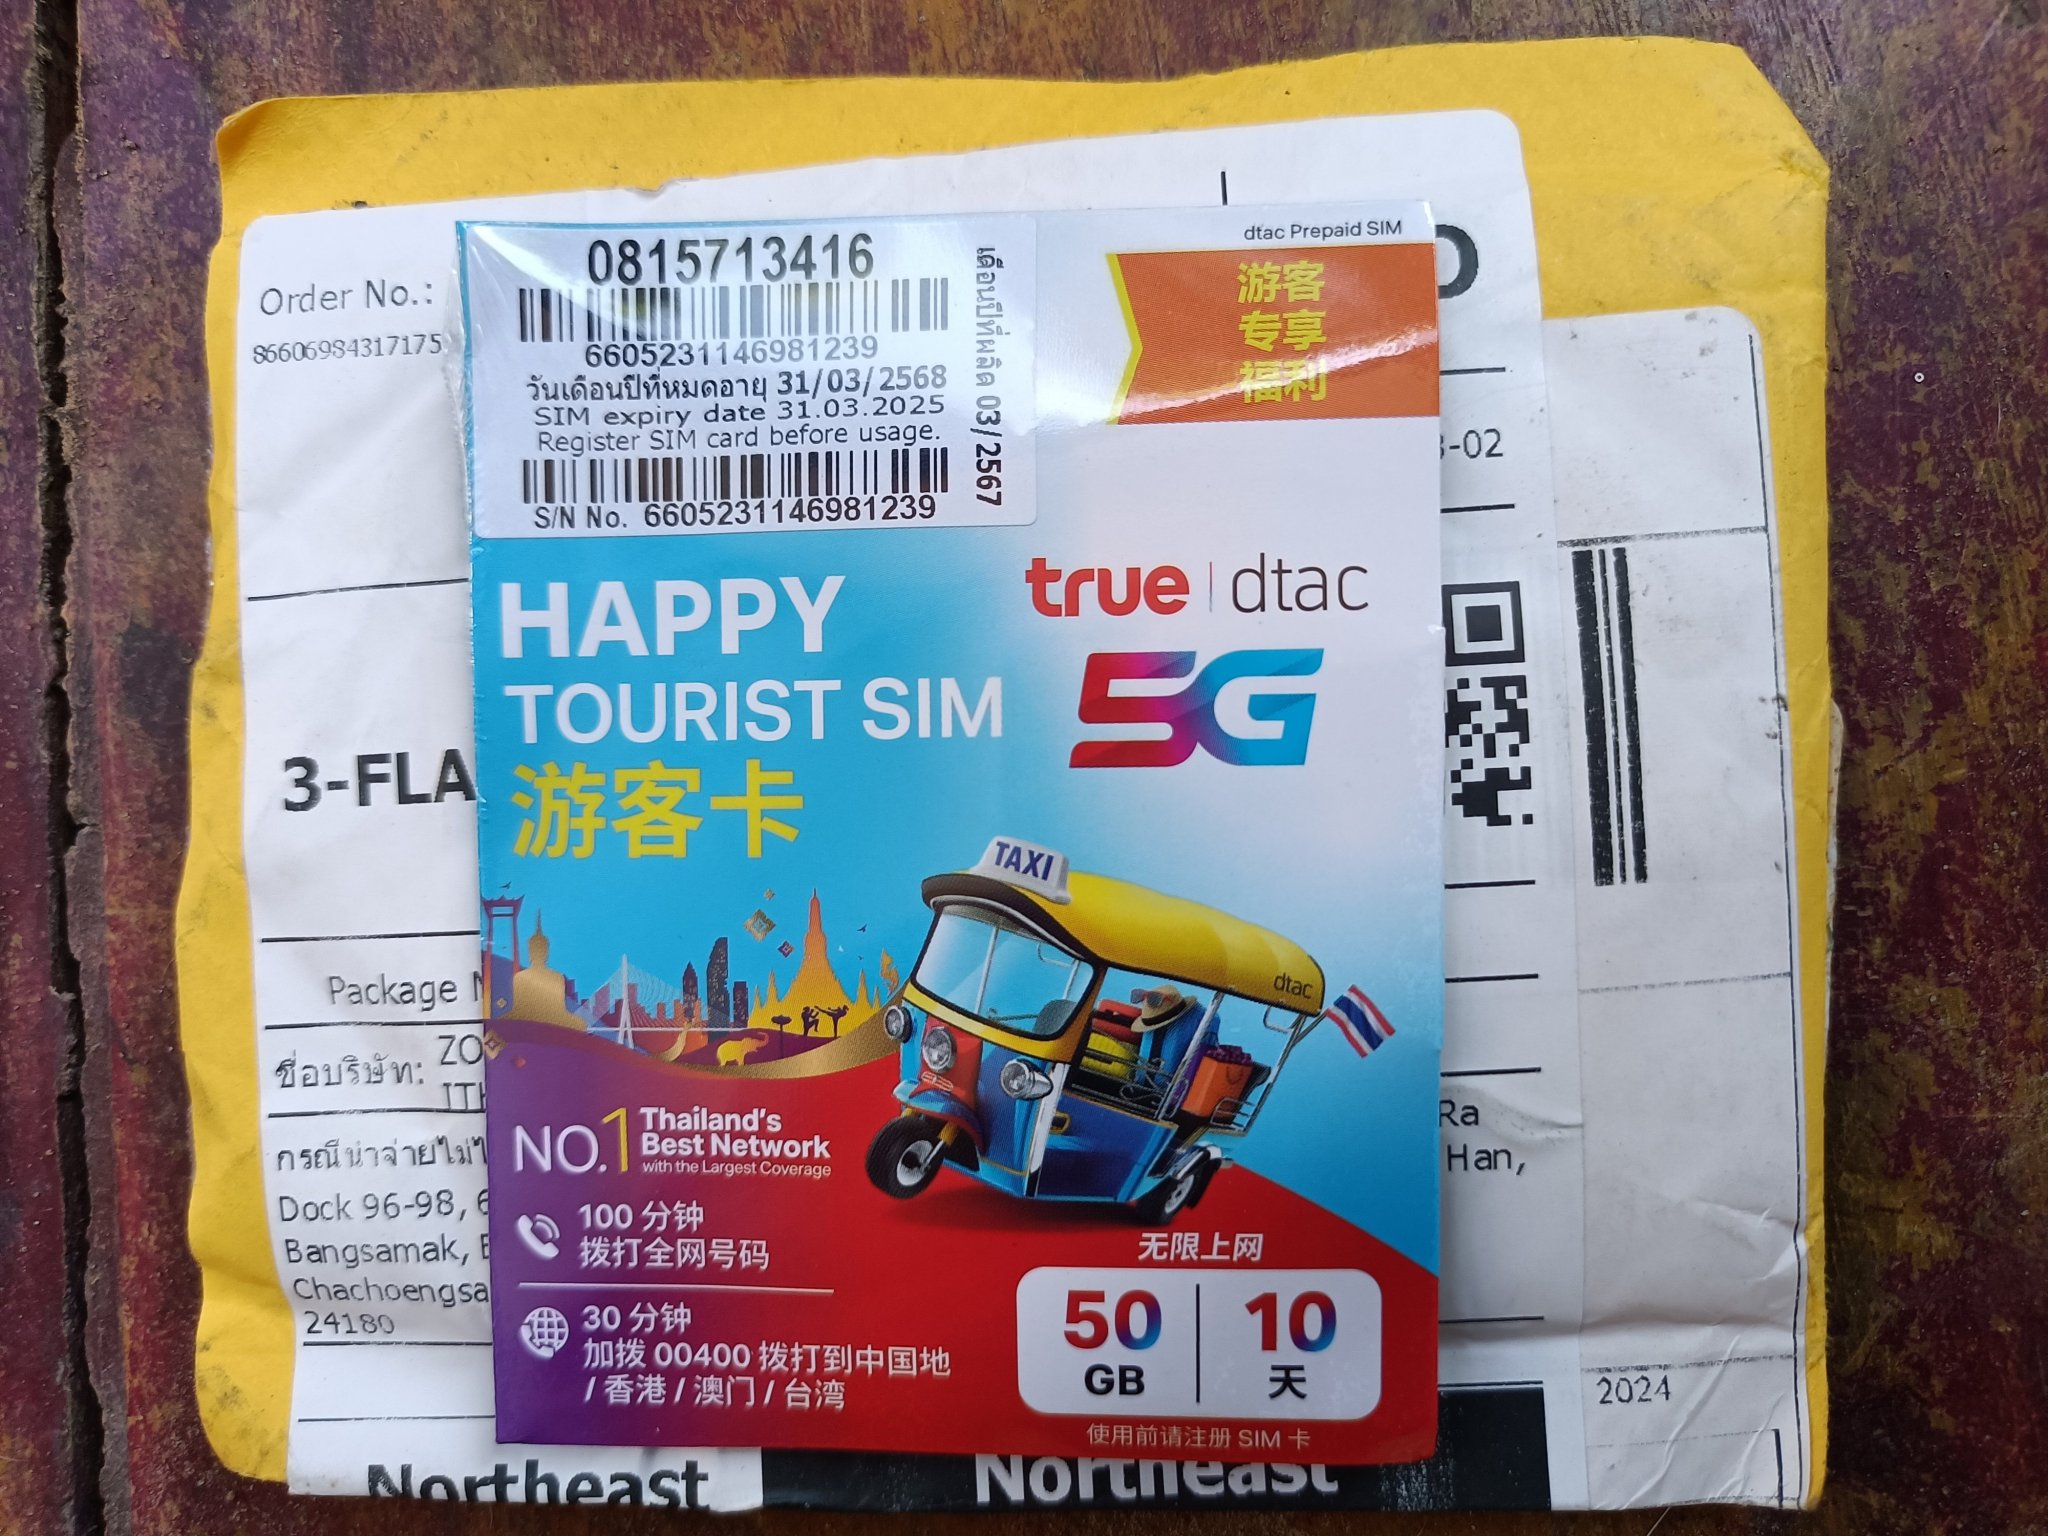 Order No.:
86606984317175
3-FLA
Package
ชื่อบริษัท:
ZO
กรณีนำจ่ายไม่ไ
Dock 96-98, 6
Bangsamak,
Chachoengsa
24180
Northeast
0815713416
6605231146981239
วันเดือนปีที่หมดอายุ 31/03/2568
SIM expiry date 31.03.2025
Register SIM card before usage.
S/N No. 6605231146981239
เดือนปีที่ผลิต 03/2567
dtac Prepaid SIM
游客
专享
福利
true dtac
5G
HAPPY
TOURIST SIM
游客卡
TAXI
dtac
NO.1 Thailand's
Best Network
with the Largest Coverage
100 分钟
拨打全网号码
30 分钟
加拨 00400 拨打到中国地
/ 香港 / 澳门 / 台湾
无限上网
50
GB
10
天
使用前请注册 SIM 卡
-02
Ra
Han,
2024
Northeast